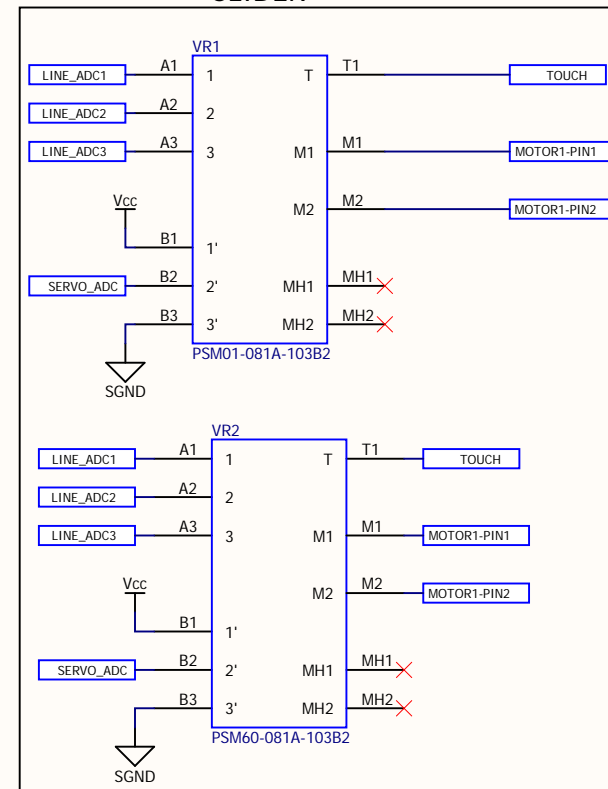 VR1
LINE_ADC1 A1 1 T T1 TOUCH
LINE_ADC2 A2 2
LINE_ADC3 A3 3 M1 M1 MOTOR1-PIN1
Vcc M2 M2 MOTOR1-PIN2
B1 1'
SERVO_ADC B2 2' MH1 MH1
B3 3' MH2 MH2
PSM01-081A-103B2
SGND
VR2
LINE_ADC1 A1 1 T T1 TOUCH
LINE_ADC2 A2 2
LINE_ADC3 A3 3 M1 M1 MOTOR1-PIN1
Vcc M2 M2 MOTOR1-PIN2
B1 1'
SERVO_ADC B2 2' MH1 MH1
B3 3' MH2 MH2
PSM60-081A-103B2
SGND